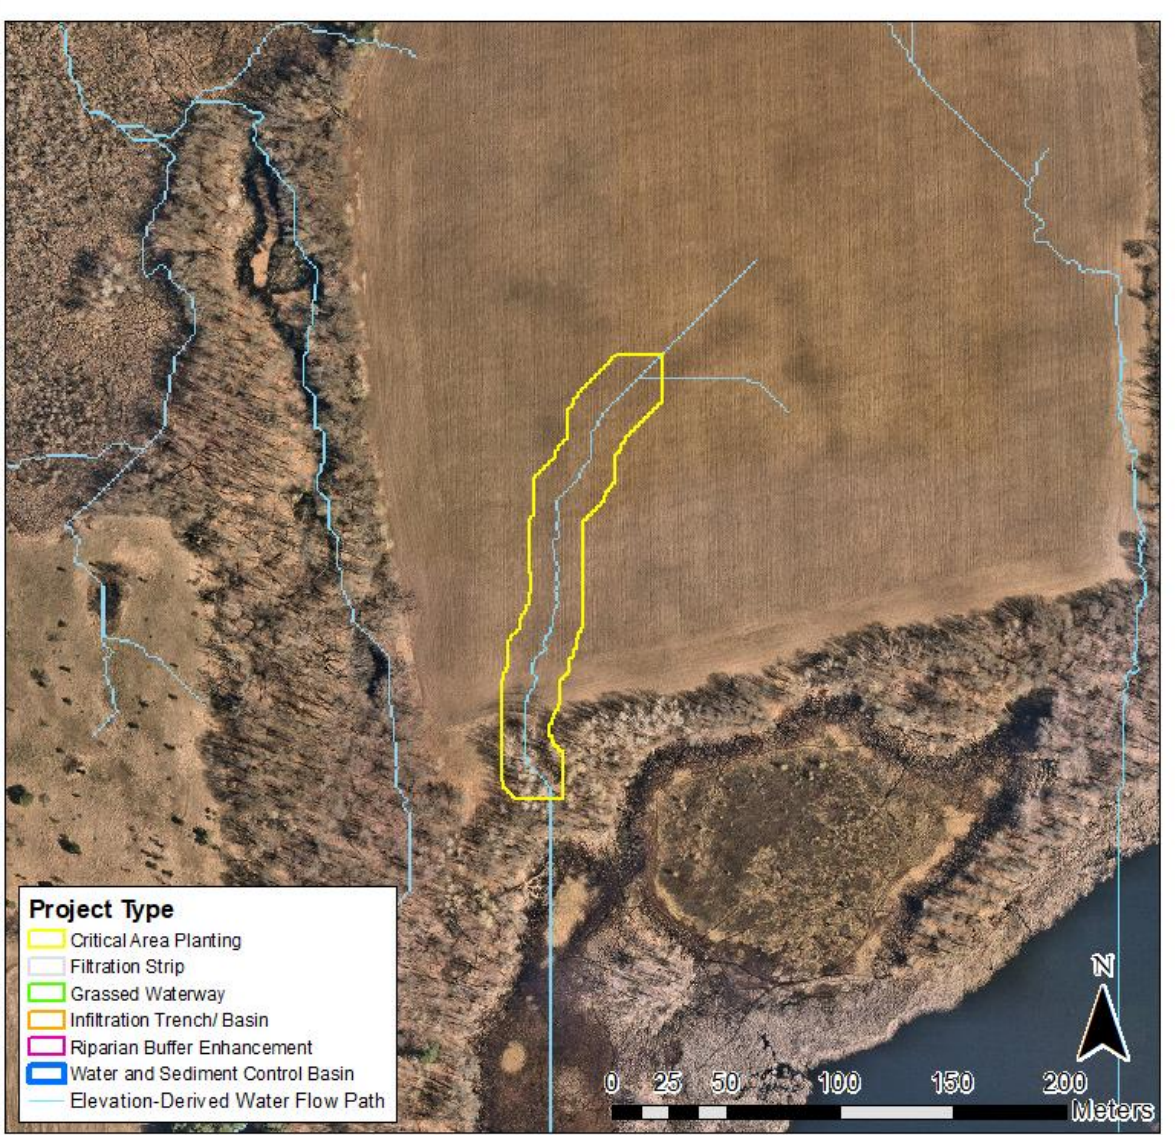 Project Type
Critical Area Planting
Filtration Strip
Grassed Waterway
Infiltration Trench/ Basin
Riparian Buffer Enhancement
Water and Sediment Control Basin
Elevation-Derived Water Flow Path
N
0 25 50 100 150 200
Meters